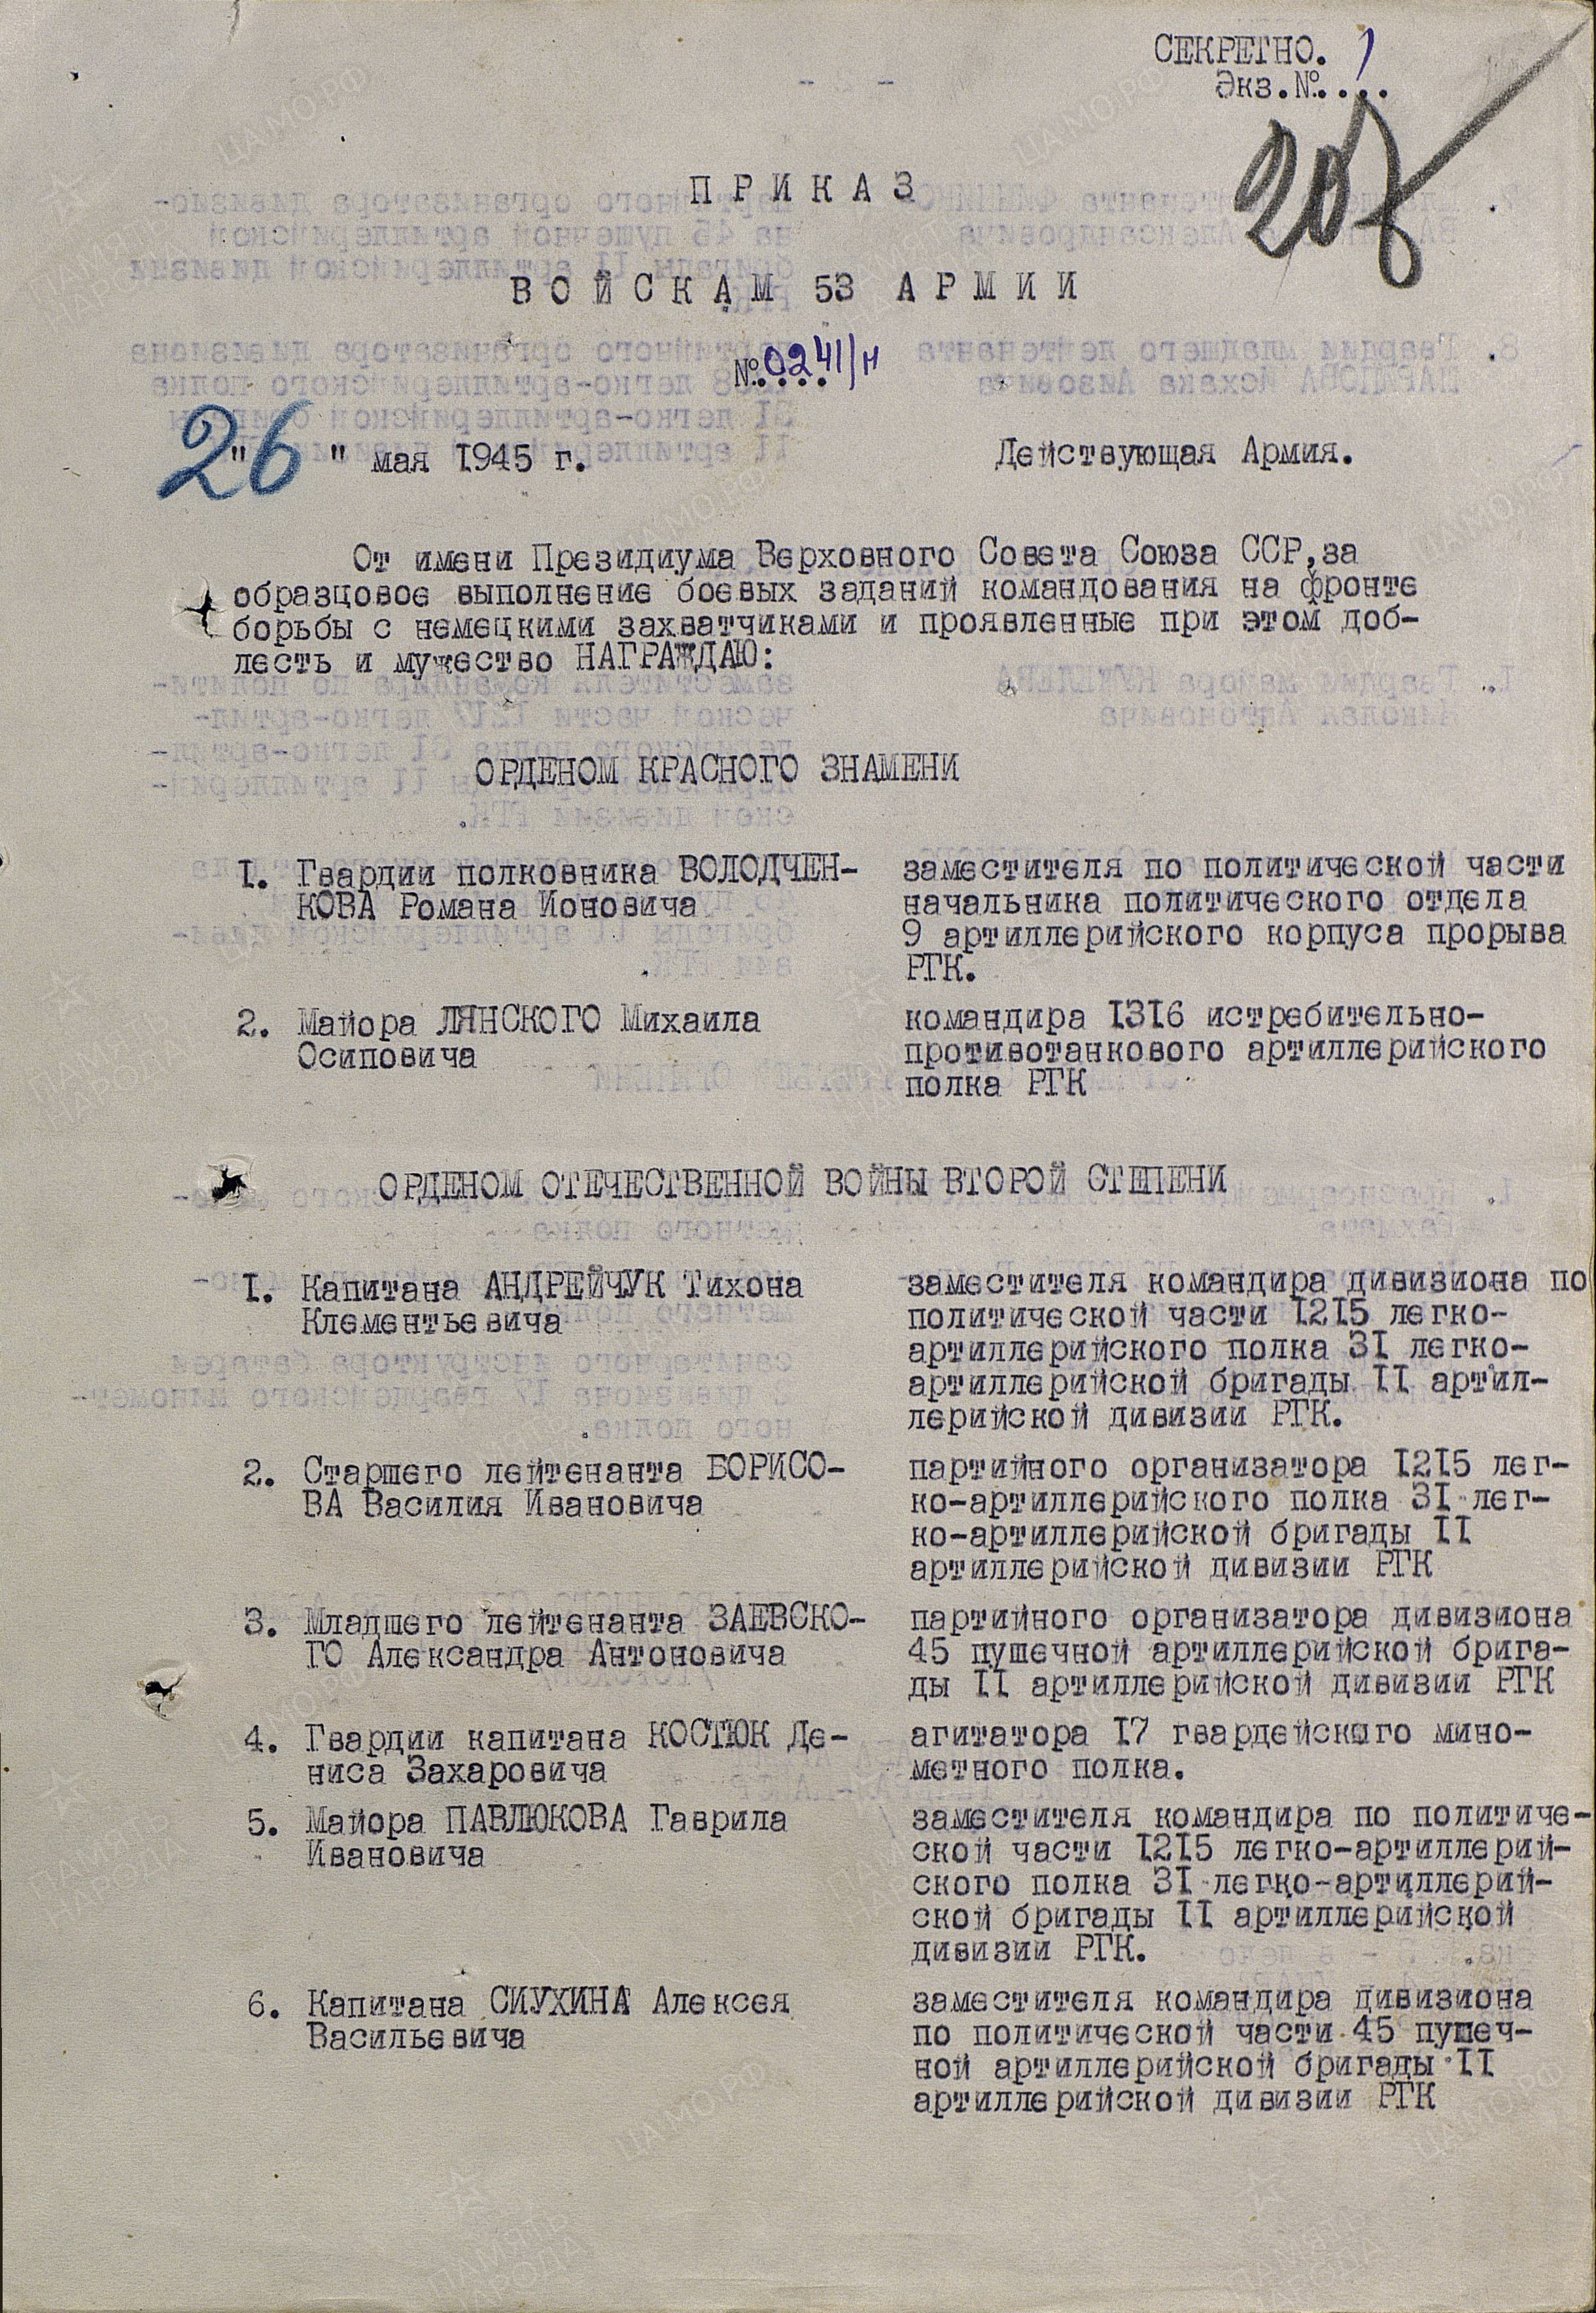 СЕКРЕТНО.
Экз.№. 1
207
ПРИКАЗ
ВОЙСКАМ 53 АРМИИ
№ 0241/н
"26" мая 1945 г. Действующая Армия.
От имени Президиума Верховного Совета Союза ССР, за
образцовое выполнение боевых заданий командования на фронте
борьбы с немецкими захватчиками и проявленные при этом доб-
лесть и мужество НАГРАЖДАЮ:
ОРДЕНОМ КРАСНОГО ЗНАМЕНИ
1. Гвардии полковника ВОЛОДЧЕН-
КОВА Романа Ионовича
заместителя по политической части
начальника политического отдела
9 артиллерийского корпуса прорыва
РГК.
2. Майора ЛЯНСКОГО Михаила
Осиповича
командира 1316 истребительно-
противотанкового артиллерийского
полка РГК
ОРДЕНОМ ОТЕЧЕСТВЕННОЙ ВОЙНЫ ВТОРОЙ СТЕПЕНИ
1. Капитана АНДРЕЙЧУК Тихона
Клементьевича
заместителя командира дивизиона по
политической части 1215 легко-
артиллерийского полка 31 легко-
артиллерийской бригады 11 артил-
лерийской дивизии РГК.
2. Старшего лейтенанта БОРИСО-
ВА Василия Ивановича
партийного организатора 1215 лег-
ко-артиллерийского полка 31 лег-
ко-артиллерийской бригады 11
артиллерийской дивизии РГК
3. Младшего лейтенанта ЗАЕВСКО-
ГО Александра Антоновича
партийного организатора дивизиона
45 пушечной артиллерийской брига-
ды 11 артиллерийской дивизии РГК
4. Гвардии капитана КОСТЮК Де-
ниса Захаровича
агитатора 17 гвардейского мино-
метного полка.
5. Майора ПАВЛЮКОВА Гаврила
Ивановича
заместителя командира по политиче-
ской части 1215 легко-артиллерий-
ского полка 31 легко-артиллерий-
ской бригады 11 артиллерийской
дивизии РГК.
6. Капитана СИУХИНА Алексея
Васильевича
заместителя командира дивизиона
по политической части 45 пушеч-
ной артиллерийской бригады 11
артиллерийской дивизии РГК